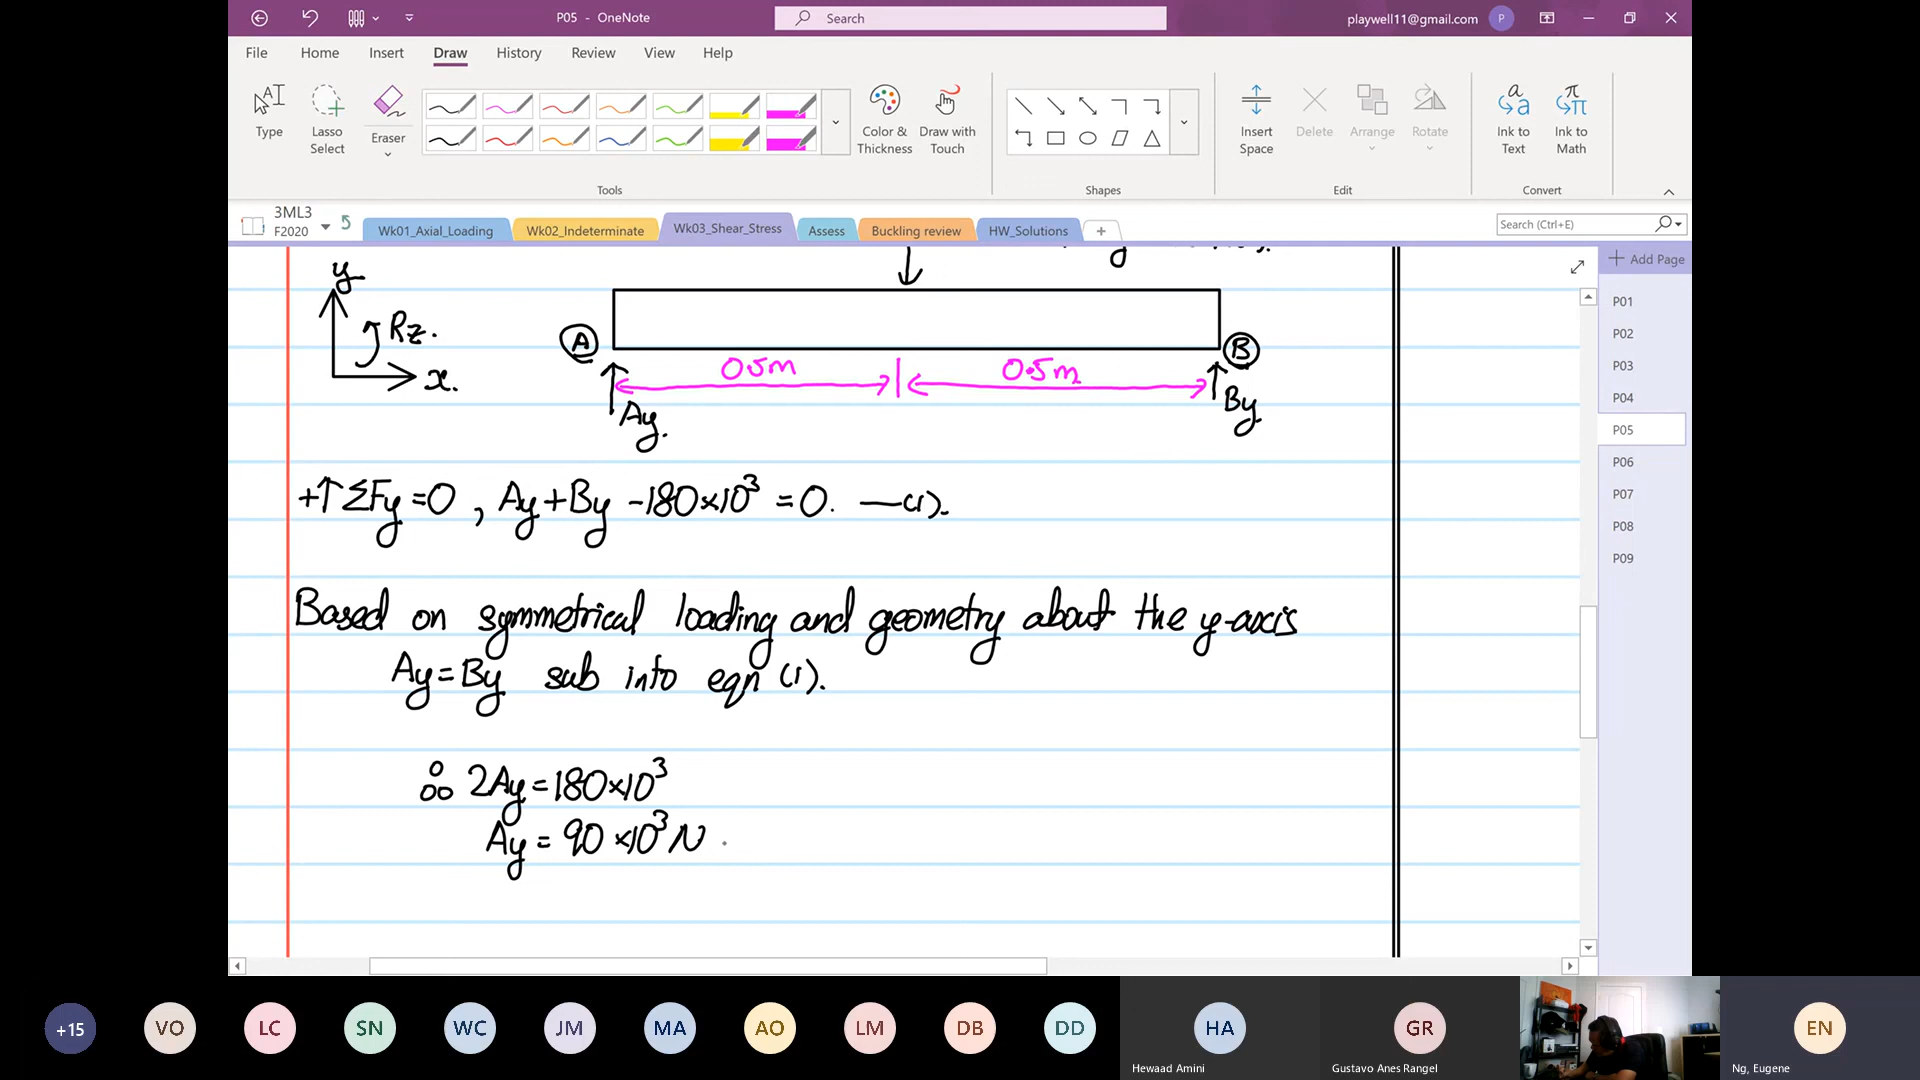 P05 - OneNote
Search
playwell11@gmail.com
P
File Home Insert Draw History Review View Help
Type
Lasso Select
Eraser
Color & Thickness
Draw with Touch
Insert Space
Delete
Arrange
Rotate
Ink to Text
Ink to Math
Tools
Shapes
Edit
Convert
3ML3
F2020
Wk01_Axial_Loading
Wk02_Indeterminate
Wk03_Shear_Stress
Assess
Buckling review
HW_Solutions
Search (Ctrl+E)
Add Page
P01
P02
P03
P04
P05
P06
P07
P08
P09
y
Rz.
x.
A
B
0.5m
0.5m
Ay.
By
+↑ΣFy=0 , Ay+By -180×10³ =0. —(1).
Based on symmetrical loading and geometry about the y-axis
Ay=By sub into eqn (1).
2Ay=180×10³
Ay = 90 ×10³ N
+15
VO
LC
SN
WC
JM
MA
AO
LM
DB
DD
HA
Hewaad Amini
GR
Gustavo Anes Rangel
EN
Ng, Eugene